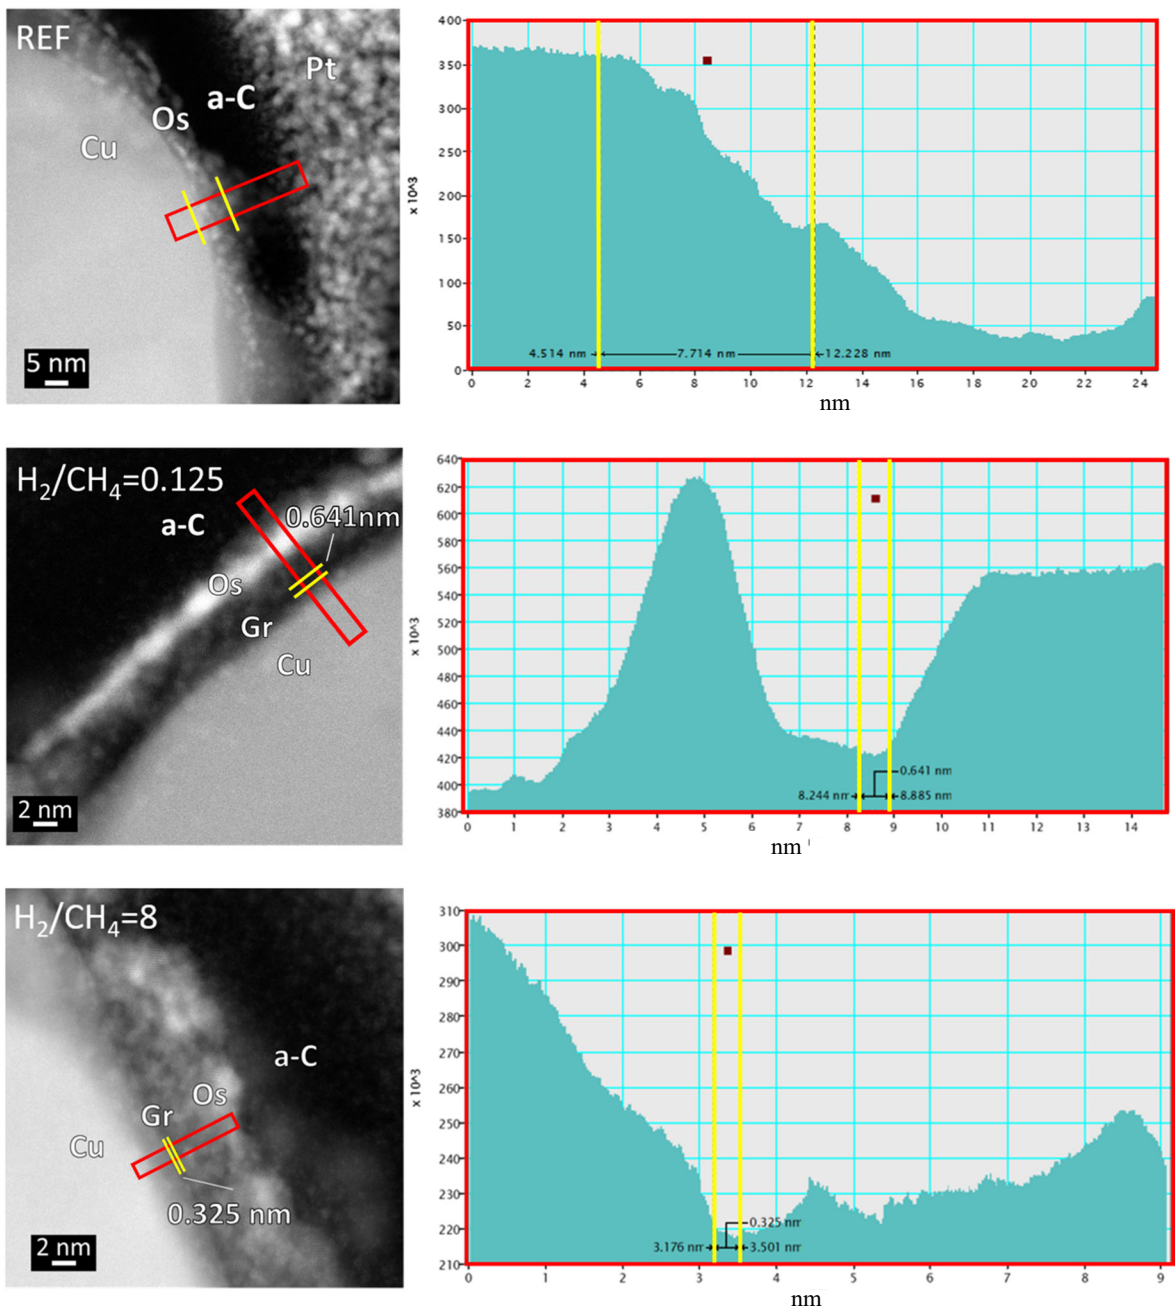 REF
Pt
a-C
Os
Cu
5 nm
400
350
300
250
200
150
100
50
0
x 10^3
4.514 nm
7.714 nm
12.228 nm
0 2 4 6 8 10 12 14 16 18 20 22 24
nm
H2/CH4=0.125
a-C
0.641nm
Os
Gr
Cu
2 nm
640
620
600
580
560
540
520
500
480
460
440
420
400
380
x 10^3
0.641 nm
8.244 nm 8.885 nm
0 1 2 3 4 5 6 7 8 9 10 11 12 13 14
nm
H2/CH4=8
a-C
Os
Gr
Cu
0.325 nm
2 nm
310
300
290
280
270
260
250
240
230
220
210
x 10^3
0.325 nm
3.176 nm 3.501 nm
0 1 2 3 4 5 6 7 8 9
nm